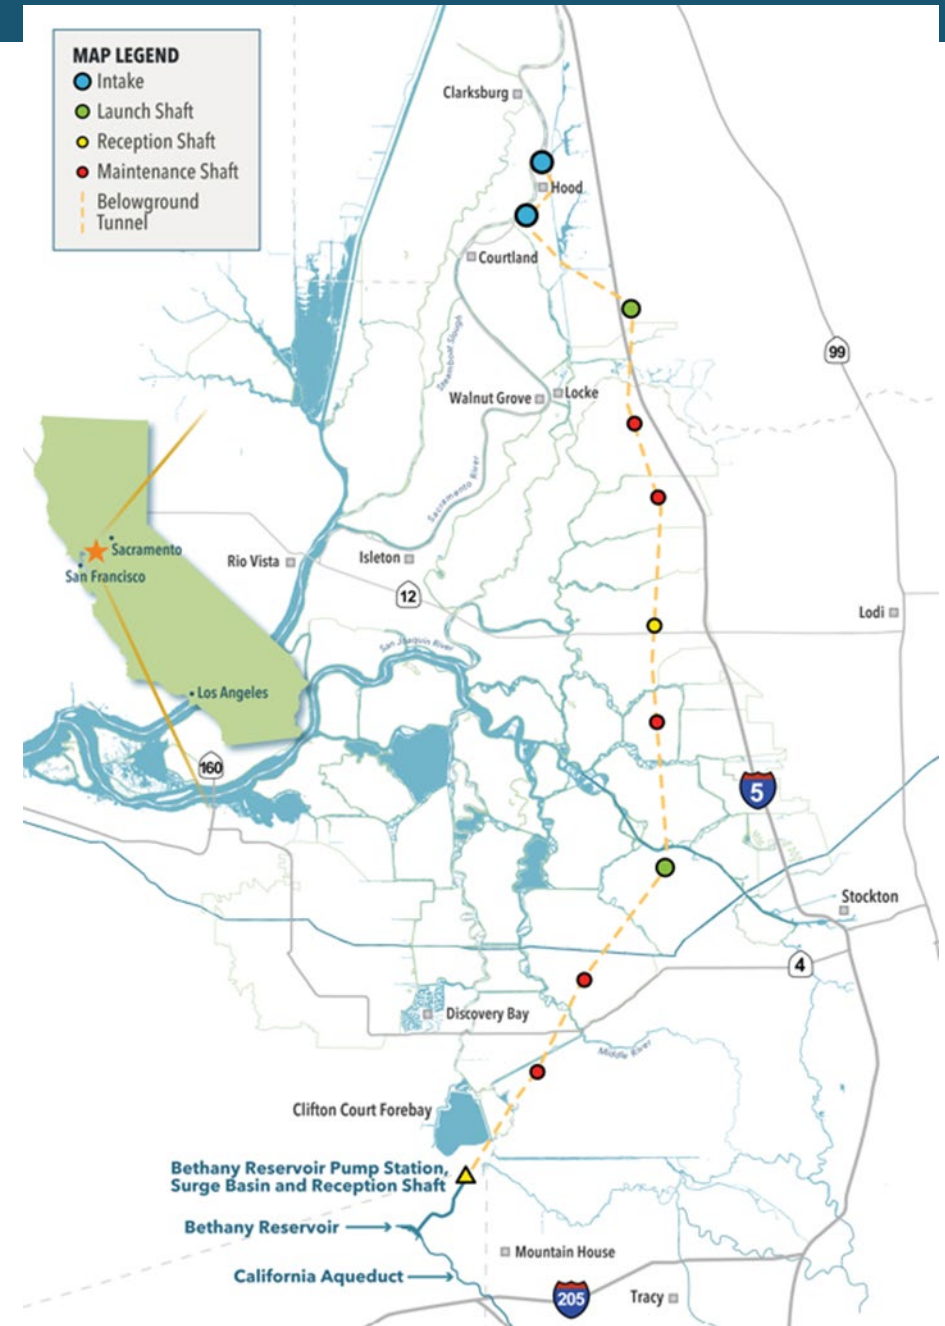 MAP LEGEND
Intake
Launch Shaft
Reception Shaft
Maintenance Shaft
Belowground
Tunnel
Clarksburg
Hood
Courtland
Steamboat Slough
99
Walnut Grove
Locke
Sacramento River
Sacramento
San Francisco
Los Angeles
Rio Vista
Isleton
12
Lodi
San Joaquin River
160
5
Stockton
4
Discovery Bay
Middle River
Clifton Court Forebay
Bethany Reservoir Pump Station,
Surge Basin and Reception Shaft
Bethany Reservoir
California Aqueduct
Mountain House
205
Tracy